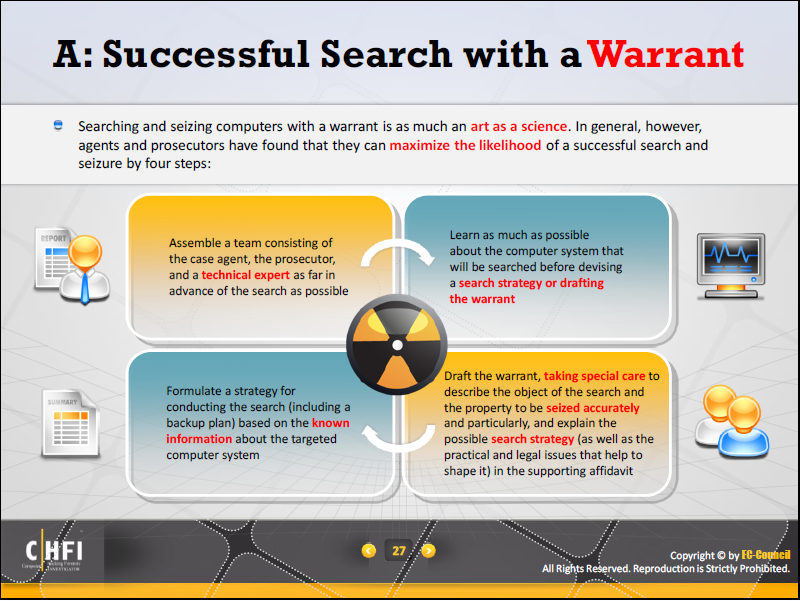 A: Successful Search with a Warrant
Searching and seizing computers with a warrant is as much an art as a science. In general, however,
agents and prosecutors have found that they can maximize the likelihood of a successful search and
seizure by four steps:
REPORT
Assemble a team consisting of
the case agent, the prosecutor,
and a technical expert as far in
advance of the search as possible
Learn as much as possible
about the computer system that
will be searched before devising
a search strategy or drafting
the warrant
SUMMARY
Formulate a strategy for
conducting the search (including a
backup plan) based on the known
information about the targeted
computer system
Draft the warrant, taking special care to
describe the object of the search and
the property to be seized accurately
and particularly, and explain the
possible search strategy (as well as the
practical and legal issues that help to
shape it) in the supporting affidavit
CHFI
INVESTIGATOR
27
Copyright © by EC-Council
All Rights Reserved. Reproduction is Strictly Prohibited.